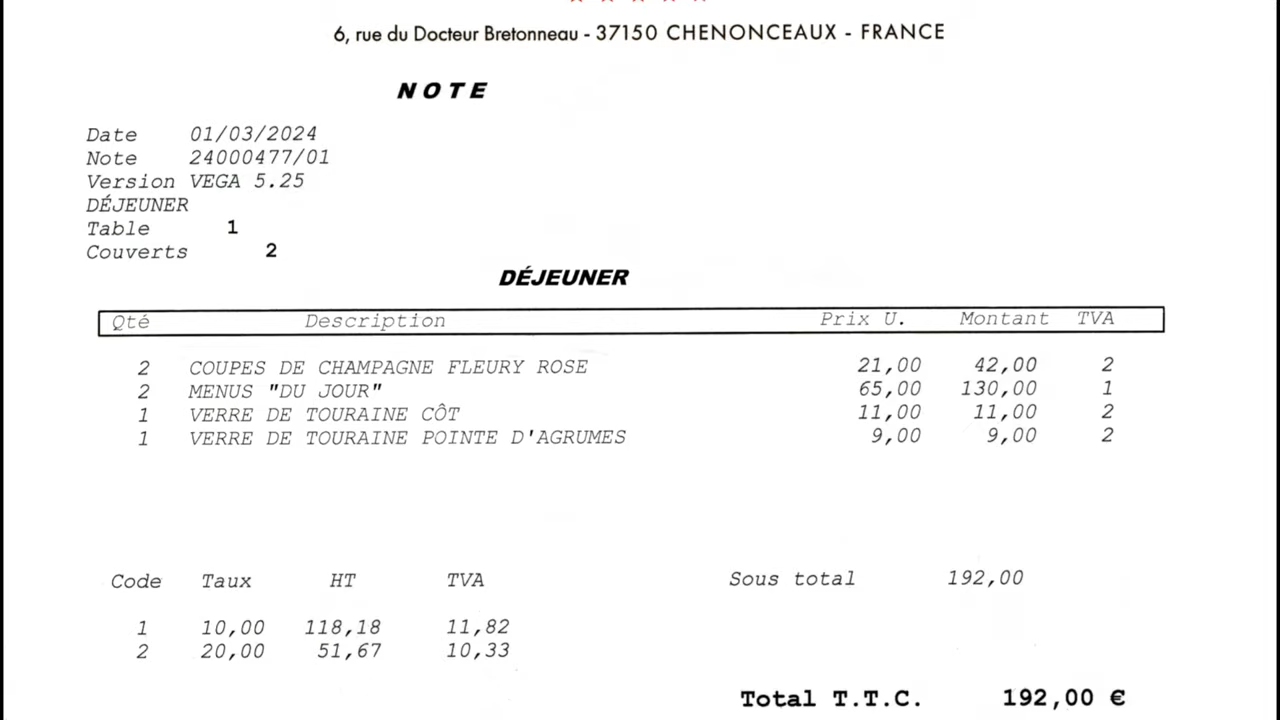 6, rue du Docteur Bretonneau - 37150 CHENONCEAUX - FRANCE
NOTE
Date 01/03/2024
Note 24000477/01
Version VEGA 5.25
DÉJEUNER
Table 1
Couverts 2
DÉJEUNER
Qté Description Prix U. Montant TVA
2 COUPES DE CHAMPAGNE FLEURY ROSE 21,00 42,00 2
2 MENUS "DU JOUR" 65,00 130,00 1
1 VERRE DE TOURAINE CÔT 11,00 11,00 2
1 VERRE DE TOURAINE POINTE D'AGRUMES 9,00 9,00 2
Code Taux HT TVA Sous total 192,00
1 10,00 118,18 11,82
2 20,00 51,67 10,33
Total T.T.C. 192,00 €